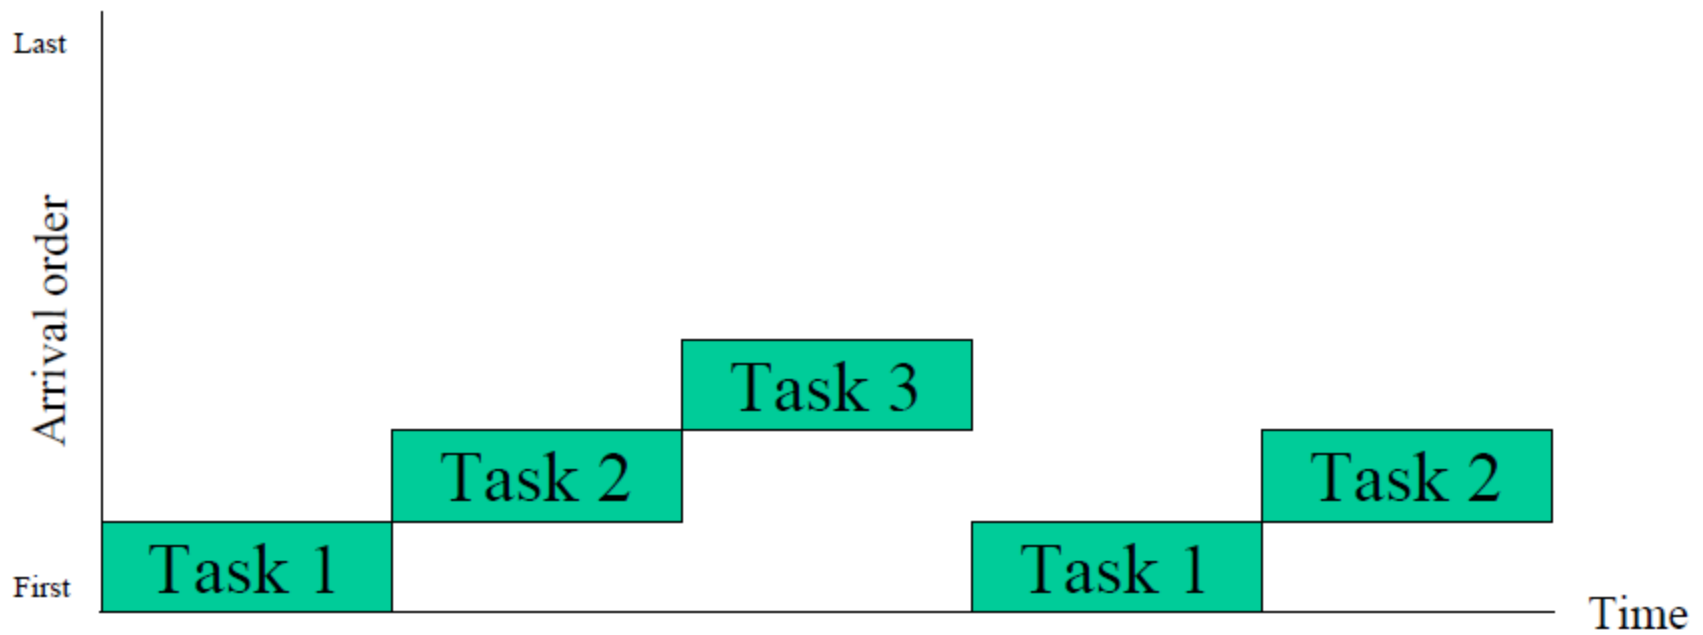 Last
Arrival order
First
Task 3
Task 2
Task 2
Task 1
Task 1
Time